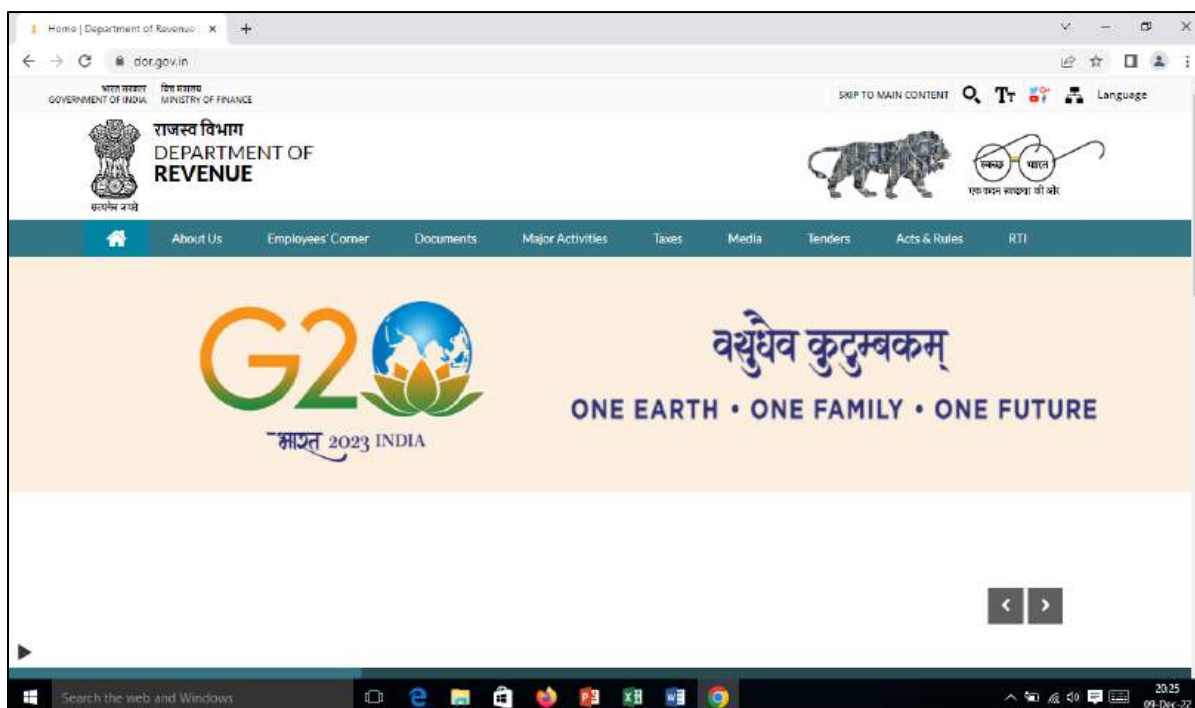 Home | Department of Revenue |
dor.gov.in
भारत सरकार
GOVERNMENT OF INDIA
वित्त मंत्रालय
MINISTRY OF FINANCE
SKIP TO MAIN CONTENT
TT
Language
राजस्व विभाग
DEPARTMENT OF
REVENUE
सत्यमेव जयते
स्वच्छ भारत
एक कदम स्वच्छता की ओर
About Us Employees' Corner Documents Major Activities Taxes Media Tenders Acts & Rules RTI
G20
भारत 2023 INDIA
वसुधैव कुटुम्बकम्
ONE EARTH • ONE FAMILY • ONE FUTURE
Search the web and Windows
20:25
09-Dec-22